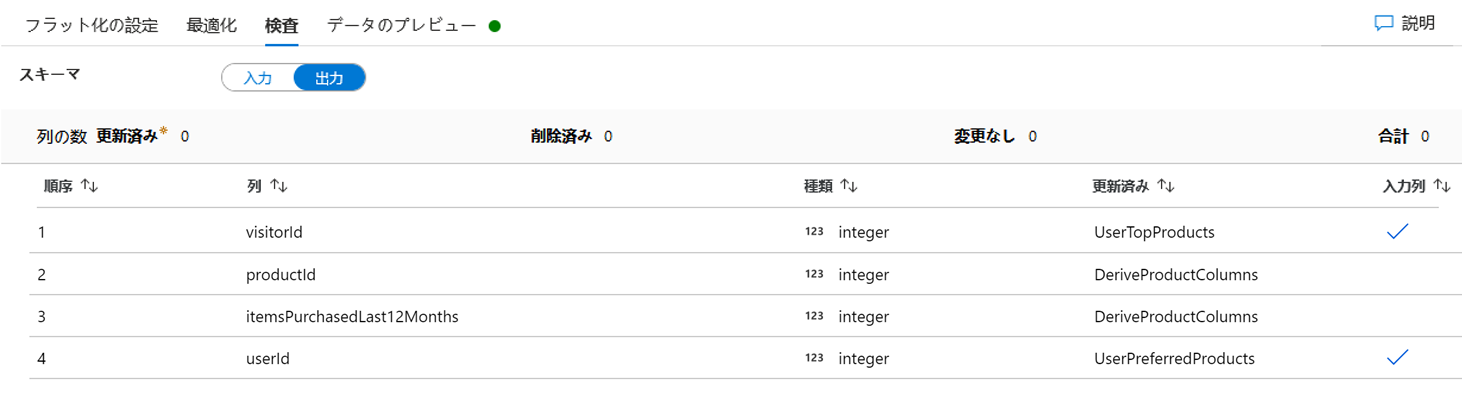 フラット化の設定 最適化 検査 データのプレビュー 説明
スキーマ 入力 出力
列の数 更新済み* 0 削除済み 0 変更なし 0 合計 0
順序 列 種類 更新済み 入力列
1 visitorId 123 integer UserTopProducts
2 productId 123 integer DeriveProductColumns
3 itemsPurchasedLast12Months 123 integer DeriveProductColumns
4 userId 123 integer UserPreferredProducts